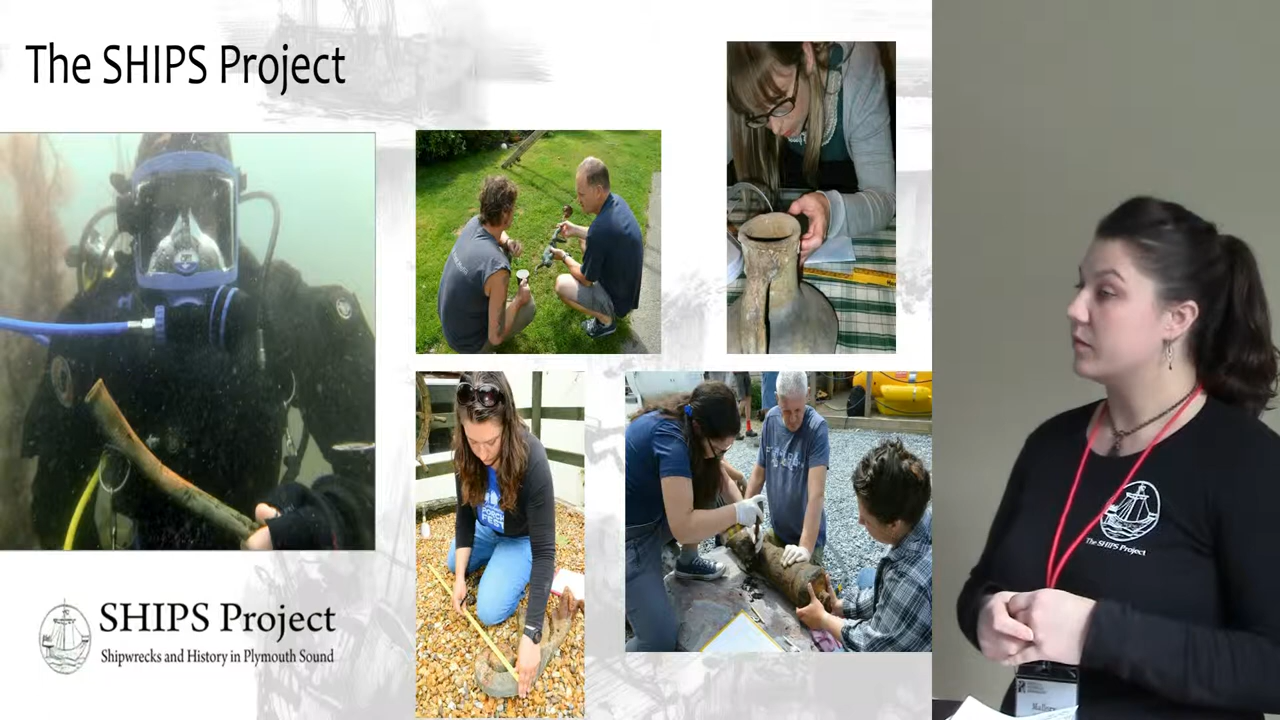 The SHIPS Project
SHIPS Project
Shipwrecks and History in Plymouth Sound
The SHIPS Project